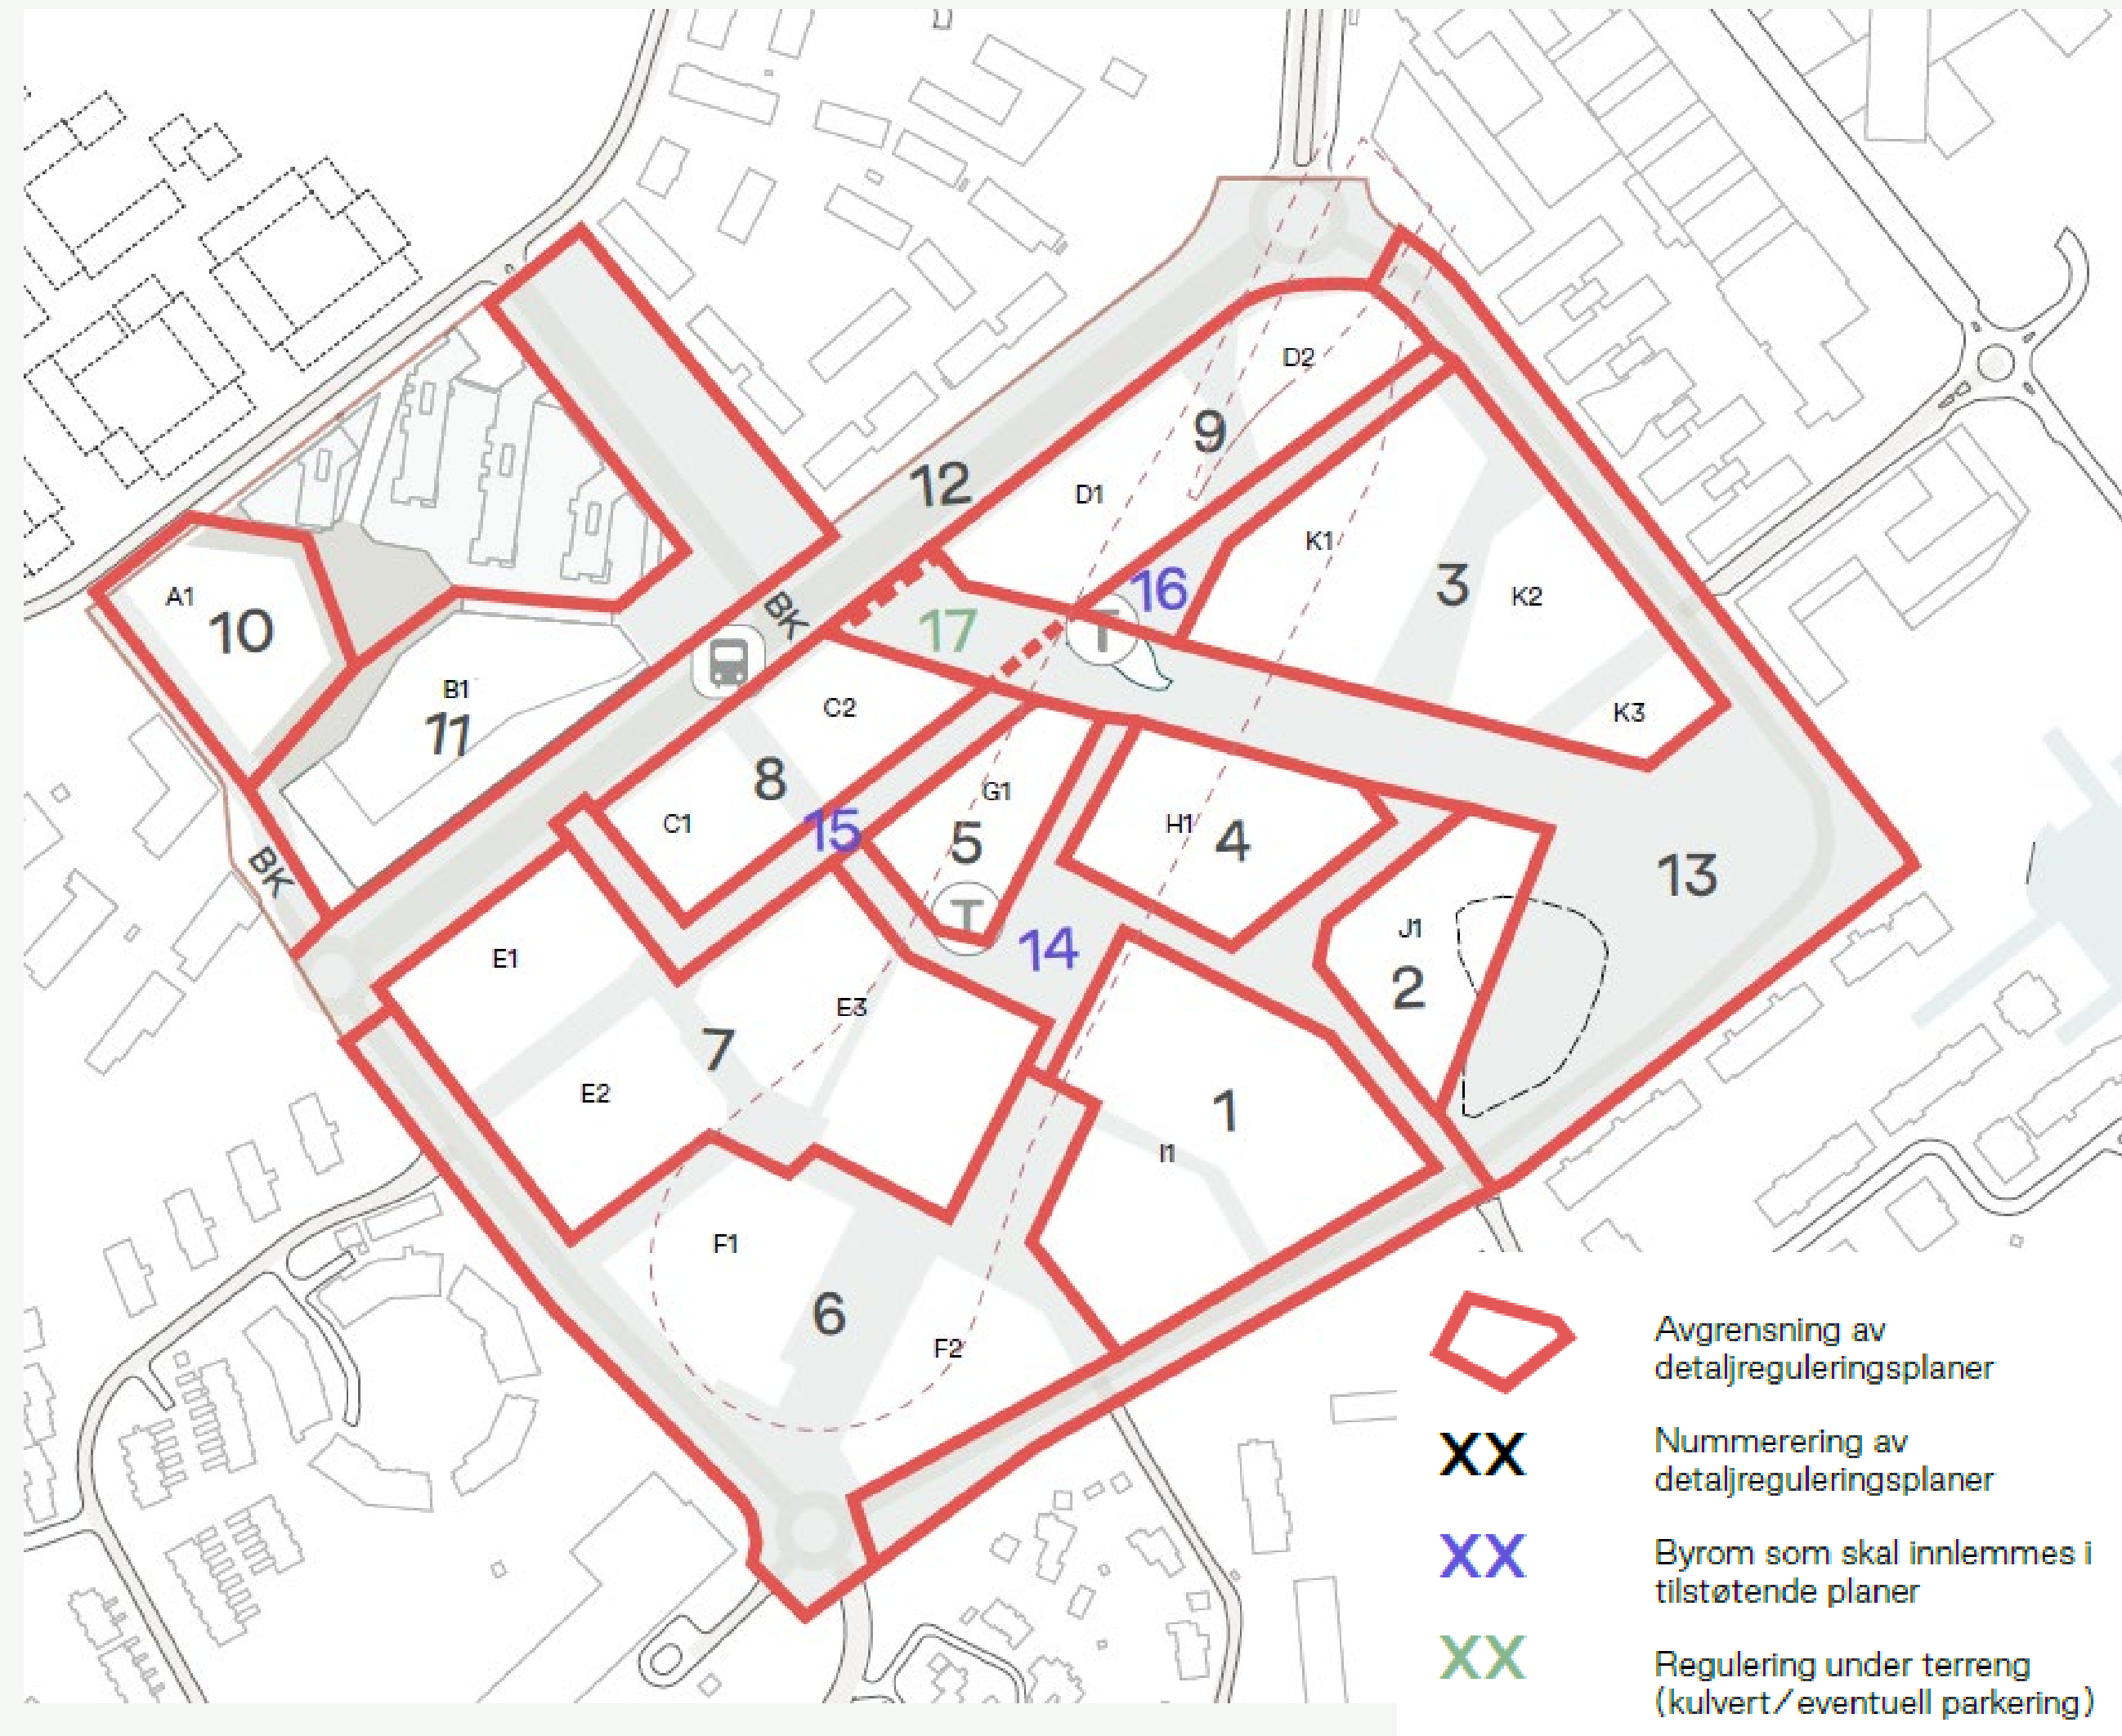 D2
9
12
D1
K1
16
3
K2
A1
10
17
T
BK
B1
11
C2
K3
8
G1
C1
15
5
H1
4
13
BK
T
14
J1
2
E1
E3
7
E2
1
I1
F1
6
F2
Avgrensning av
detaljreguleringsplaner
XX
Nummerering av
detaljreguleringsplaner
XX
Byrom som skal innlemmes i
tilstøtende planer
XX
Regulering under terreng
(kulvert/eventuell parkering)